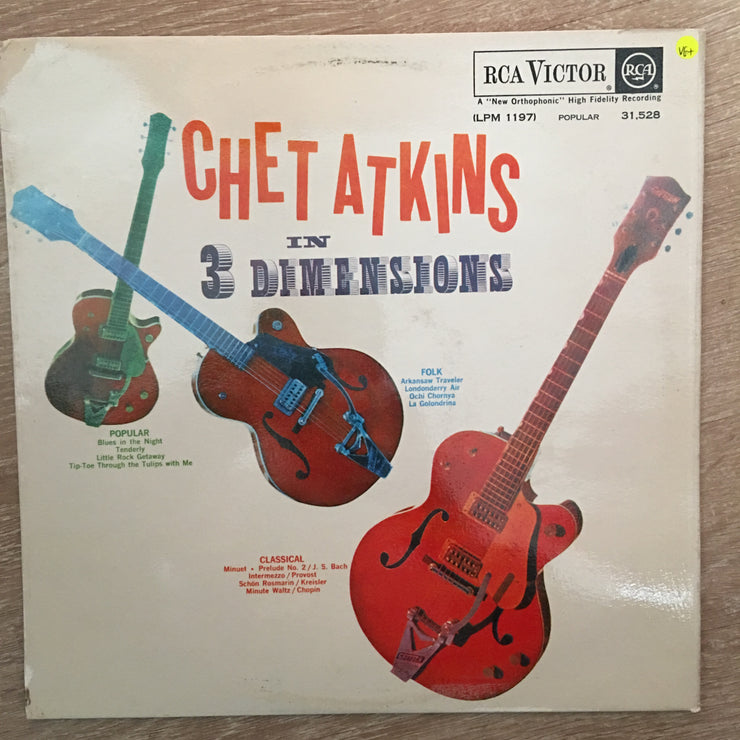 VG+
RCA VICTOR
RCA
A "New Orthophonic" High Fidelity Recording
(LPM 1197) POPULAR 31,528
CHET ATKINS
IN
3 DIMENSIONS
FOLK
Arkansaw Traveler
Londonderry Air
Ochi Chornya
La Golondrina
POPULAR
Blues in the Night
Tenderly
Little Rock Getaway
Tip-Toe Through the Tulips with Me
CLASSICAL
Minuet • Prelude No. 2 / J. S. Bach
Intermezzo / Provost
Schön Rosmarin / Kreisler
Minute Waltz / Chopin